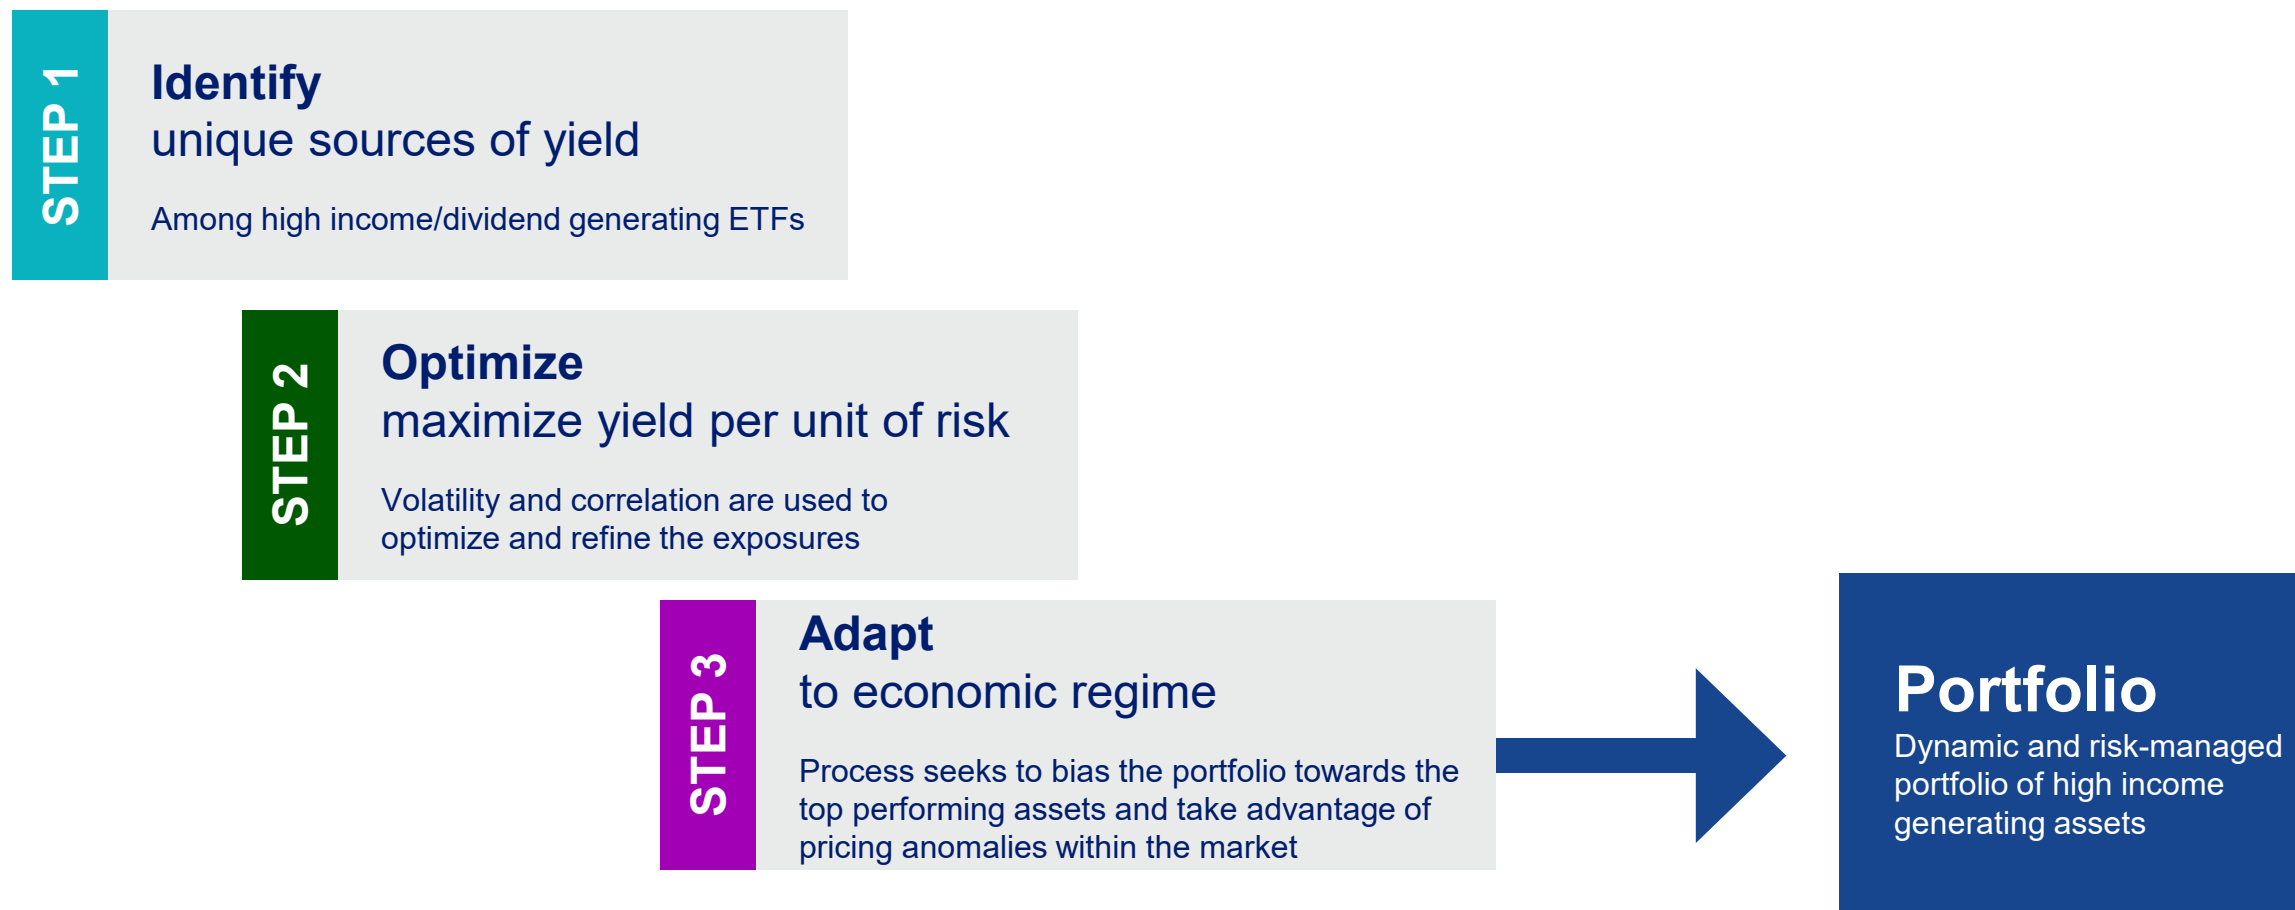 STEP 1
Identify
unique sources of yield
Among high income/dividend generating ETFs
STEP 2
Optimize
maximize yield per unit of risk
Volatility and correlation are used to
optimize and refine the exposures
STEP 3
Adapt
to economic regime
Process seeks to bias the portfolio towards the
top performing assets and take advantage of
pricing anomalies within the market
Portfolio
Dynamic and risk-managed
portfolio of high income
generating assets